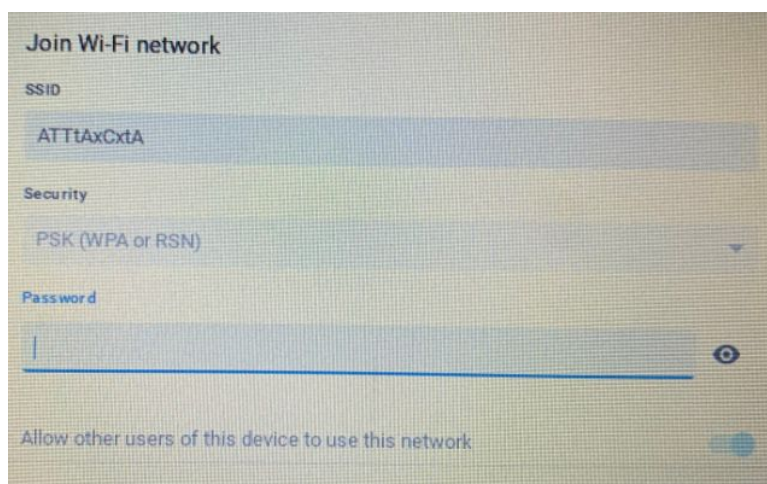 Join Wi-Fi network
SSID
ATTtAxCxtA
Security
PSK (WPA or RSN)
Password
Allow other users of this device to use this network